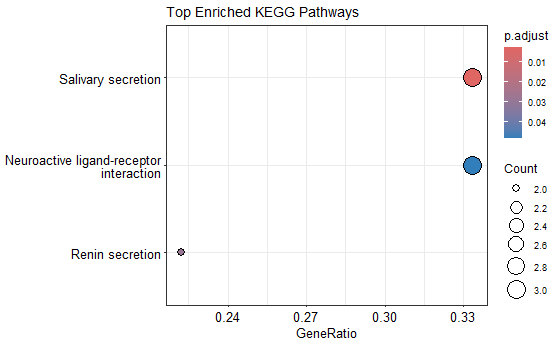 Top Enriched KEGG Pathways
Salivary secretion
Neuroactive ligand-receptor
interaction
Renin secretion
0.24
0.27
0.30
0.33
GeneRatio
p.adjust
0.01
0.02
0.03
0.04
Count
2.0
2.2
2.4
2.6
2.8
3.0